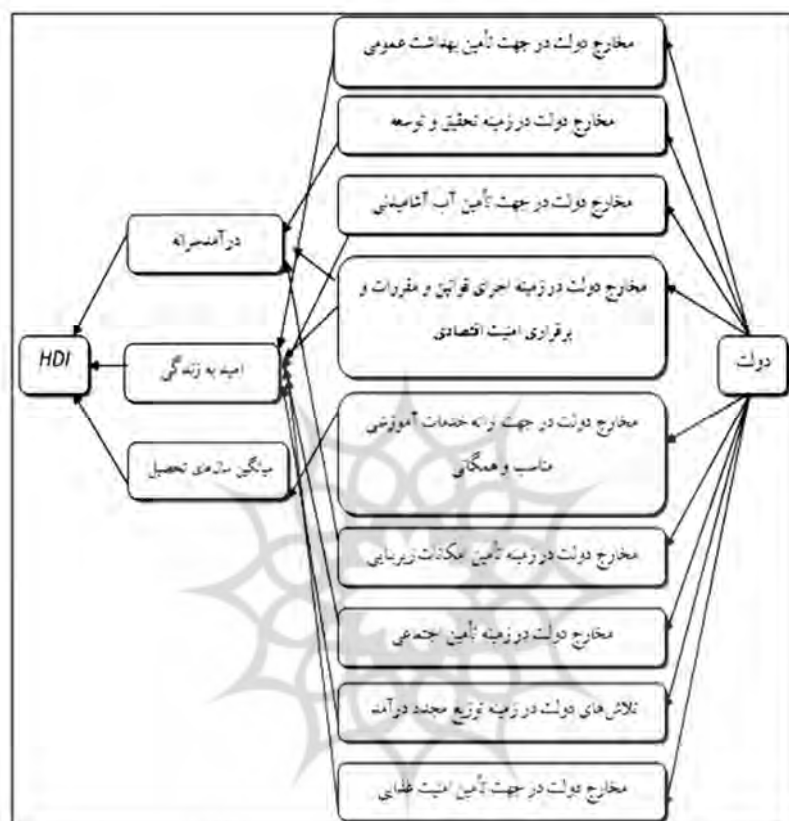 مخارج دولت در جهت تأمین بهداشت عمومی
مخارج دولت در زمینه تحقیق و توسعه
مخارج دولت در جهت تأمین آب آشامیدنی
مخارج دولت در زمینه اجرای قوانین و مقررات و
برقراری امنیت اقتصادی
مخارج دولت در جهت ارائه خدمات آموزشی
مناسب و همگانی
مخارج دولت در زمینه تأمین امکانات زیربنایی
مخارج دولت در زمینه تأمین اجتماعی
تلاش‌های دولت در زمینه توزیع مجدد درآمد
مخارج دولت در جهت تأمین امنیت غذایی
دولت
درآمدسرانه
امید به زندگی
میانگین سال‌های تحصیل
HDI